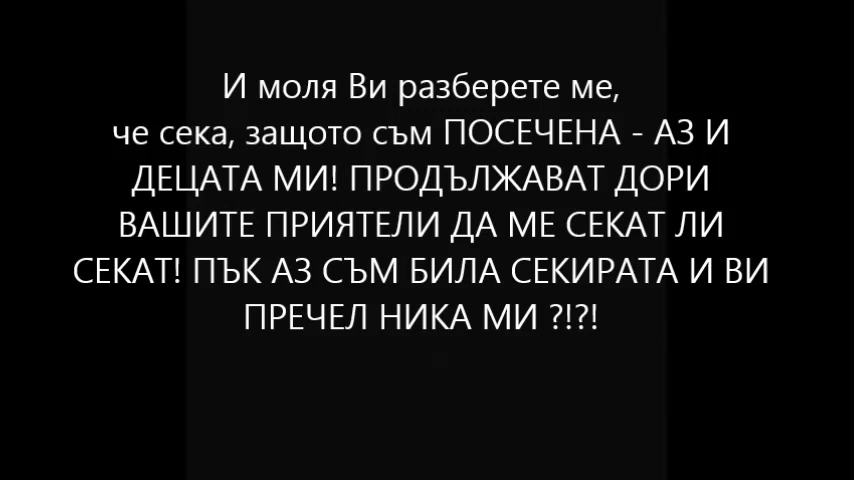 И моля Ви разберете ме,
че сека, защото съм ПОСЕЧЕНА - АЗ И
ДЕЦАТА МИ! ПРОДЪЛЖАВАТ ДОРИ
ВАШИТЕ ПРИЯТЕЛИ ДА МЕ СЕКАТ ЛИ
СЕКАТ! ПЪК АЗ СЪМ БИЛА СЕКИРАТА И ВИ
ПРЕЧЕЛ НИКА МИ ?!?!